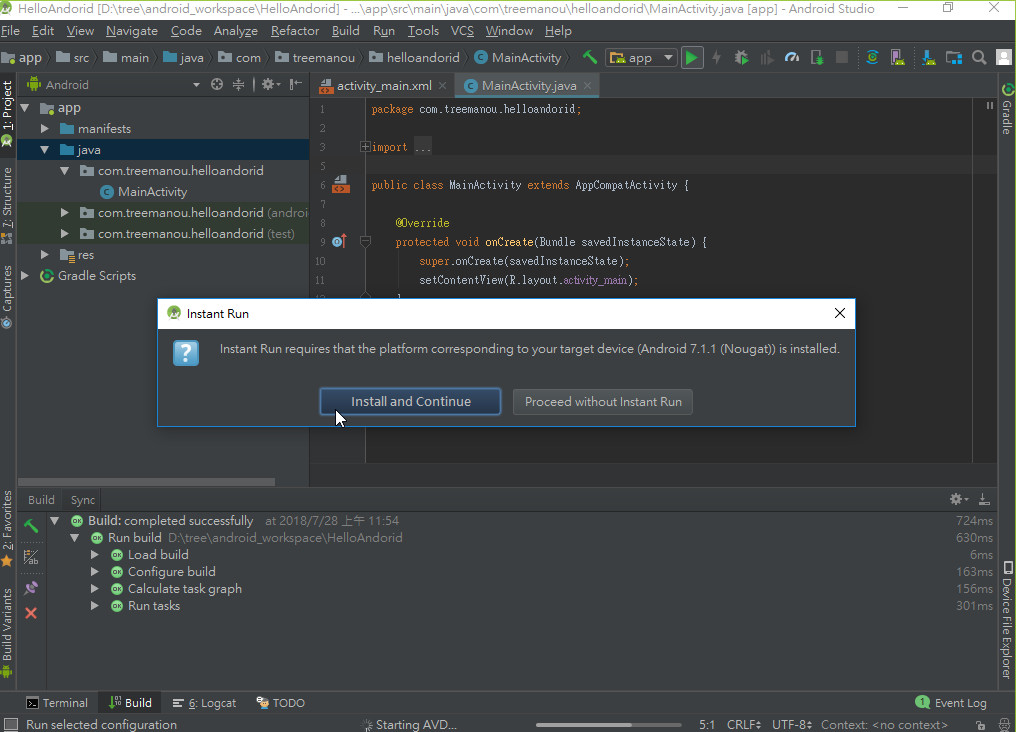 HelloAndorid [D:\tree\android_workspace\HelloAndorid] - ...\app\src\main\java\com\treemanou\helloandorid\MainActivity.java [app] - Android Studio
File Edit View Navigate Code Analyze Refactor Build Run Tools VCS Window Help
app src main java com treemanou helloandorid MainActivity app
Android
activity_main.xml MainActivity.java
1: Project
7: Structure
Captures
2: Favorites
Build Variants
Gradle
Device File Explorer
app
manifests
java
com.treemanou.helloandorid
MainActivity
com.treemanou.helloandorid (androi
com.treemanou.helloandorid (test)
res
Gradle Scripts
1 package com.treemanou.helloandorid;
2
3 import ...
5
6 public class MainActivity extends AppCompatActivity {
7
8 @Override
9 protected void onCreate(Bundle savedInstanceState) {
10 super.onCreate(savedInstanceState);
11 setContentView(R.layout.activity_main);
Instant Run
Instant Run requires that the platform corresponding to your target device (Android 7.1.1 (Nougat)) is installed.
Install and Continue Proceed without Instant Run
Build Sync
Build: completed successfully at 2018/7/28 上午 11:54 724ms
Run build D:\tree\android_workspace\HelloAndorid 630ms
Load build 6ms
Configure build 163ms
Calculate task graph 156ms
Run tasks 301ms
Terminal Build 6: Logcat TODO 1 Event Log
Run selected configuration Starting AVD... 5:1 CRLF UTF-8 Context: <no context>